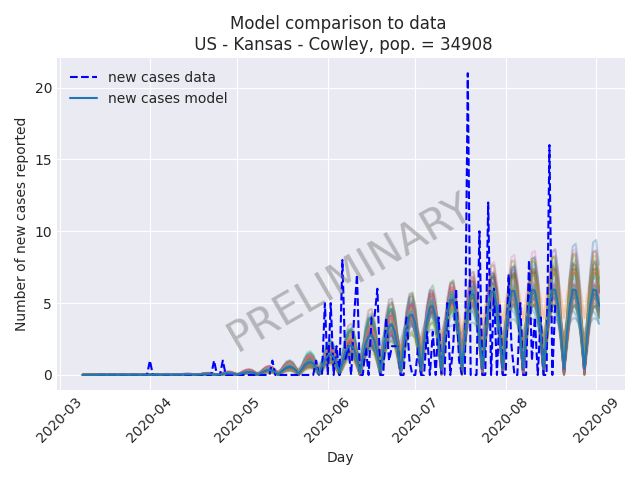 Model comparison to data
US - Kansas - Cowley, pop. = 34908
new cases data
new cases model
PRELIMINARY
Number of new cases reported
20
15
10
5
0
2020-03
2020-04
2020-05
2020-06
2020-07
2020-08
2020-09
Day